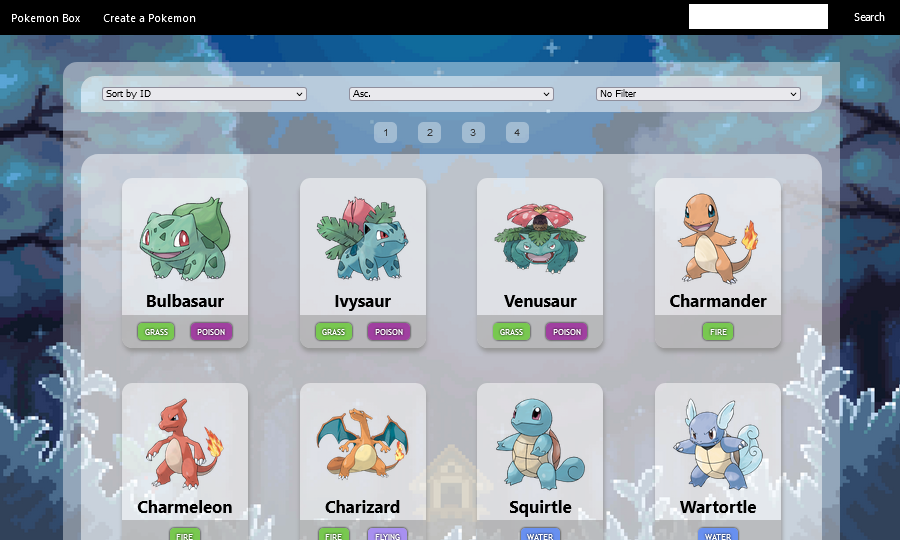 Pokemon Box Create a Pokemon Search
Sort by ID Asc. No Filter
1 2 3 4
Bulbasaur Ivysaur Venusaur Charmander
GRASS POISON GRASS POISON GRASS POISON FIRE
Charmeleon Charizard Squirtle Wartortle
FIRE FIRE FLYING WATER WATER